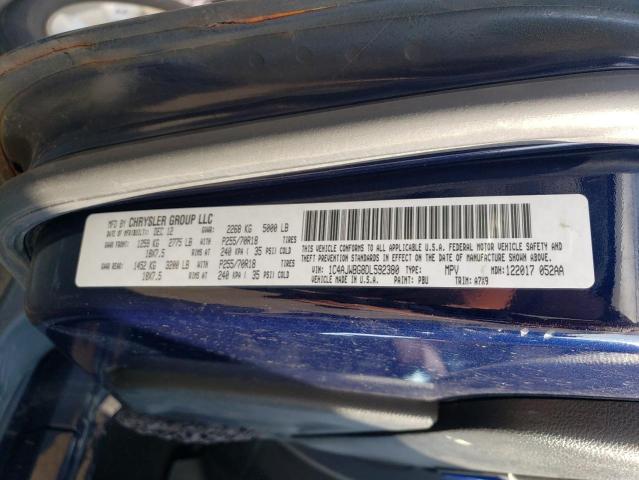 MFD BY CHRYSLER GROUP LLC
DATE OF MFR/BUILT: DEC 12 GVWR: 2268 KG 5000 LB
GAWR FRONT: 1259 KG 2775 LB WITH P255/70R18 TIRES
18X7.5 RIMS AT 240 KPA ( 35 PSI COLD
GAWR REAR: 1452 KG 3200 LB WITH P255/70R18 TIRES
18X7.5 RIMS AT 240 KPA ( 35 PSI COLD
THIS VEHICLE CONFORMS TO ALL APPLICABLE U.S.A. FEDERAL MOTOR VEHICLE SAFETY AND
THEFT PREVENTION STANDARDS IN EFFECT ON THE DATE OF MANUFACTURE SHOWN ABOVE.
VIN: 1C4AJWBG8DL592380 TYPE: MPV MDH: 122017 052AA
VEHICLE MADE IN U.S.A. PAINT: PBU TRIM: A7X9